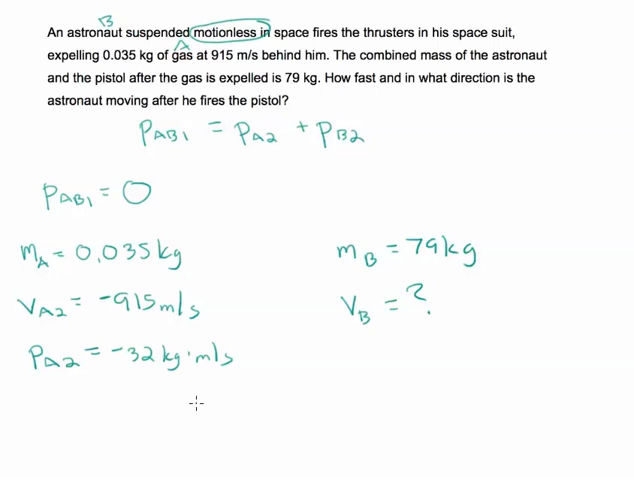 B
An astronaut suspended motionless in space fires the thrusters in his space suit,
expelling 0.035 kg of gas at 915 m/s behind him. The combined mass of the astronaut
A
and the pistol after the gas is expelled is 79 kg. How fast and in what direction is the
astronaut moving after he fires the pistol?
PAB1 = PA2 + PB2
PAB1 = 0
mA = 0.035 kg
mB = 79 kg
VA2 = -915 m/s
VB = ?
PA2 = -32 kg·m/s